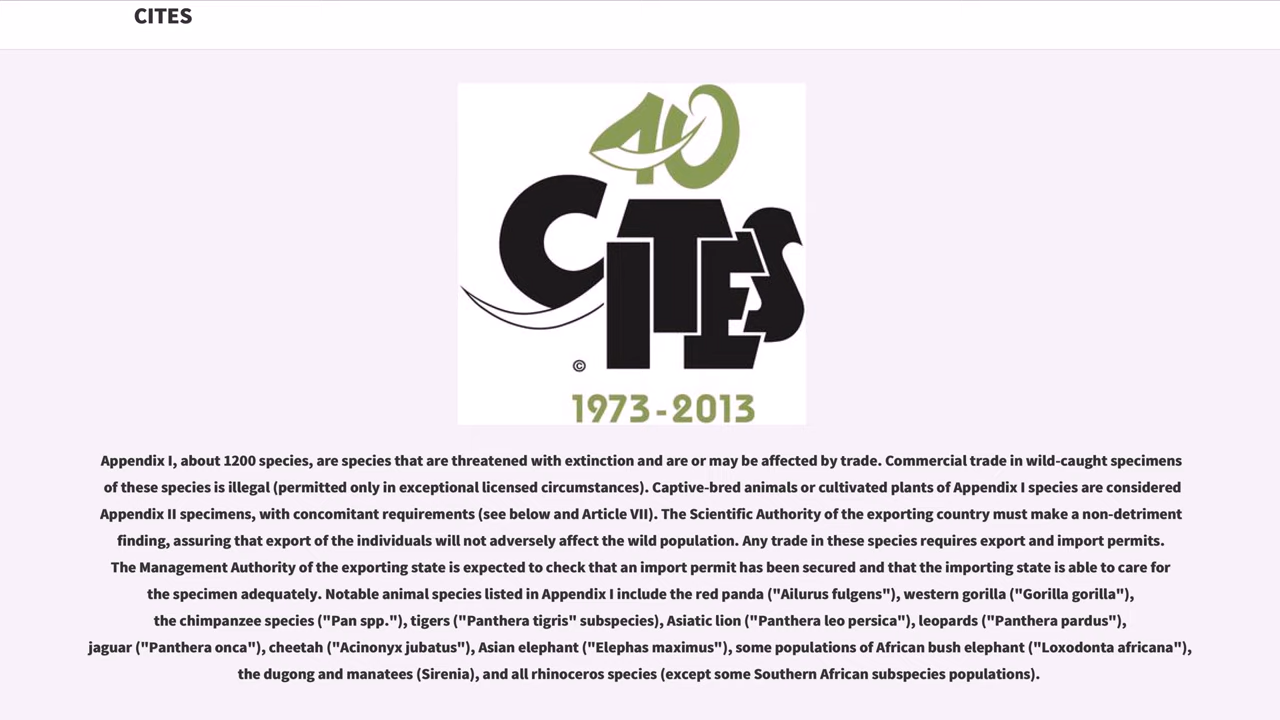 CITES
40
CITES
©
1973-2013
Appendix I, about 1200 species, are species that are threatened with extinction and are or may be affected by trade. Commercial trade in wild-caught specimens
of these species is illegal (permitted only in exceptional licensed circumstances). Captive-bred animals or cultivated plants of Appendix I species are considered
Appendix II specimens, with concomitant requirements (see below and Article VII). The Scientific Authority of the exporting country must make a non-detriment
finding, assuring that export of the individuals will not adversely affect the wild population. Any trade in these species requires export and import permits.
The Management Authority of the exporting state is expected to check that an import permit has been secured and that the importing state is able to care for
the specimen adequately. Notable animal species listed in Appendix I include the red panda ("Ailurus fulgens"), western gorilla ("Gorilla gorilla"),
the chimpanzee species ("Pan spp."), tigers ("Panthera tigris" subspecies), Asiatic lion ("Panthera leo persica"), leopards ("Panthera pardus"),
jaguar ("Panthera onca"), cheetah ("Acinonyx jubatus"), Asian elephant ("Elephas maximus"), some populations of African bush elephant ("Loxodonta africana"),
the dugong and manatees (Sirenia), and all rhinoceros species (except some Southern African subspecies populations).